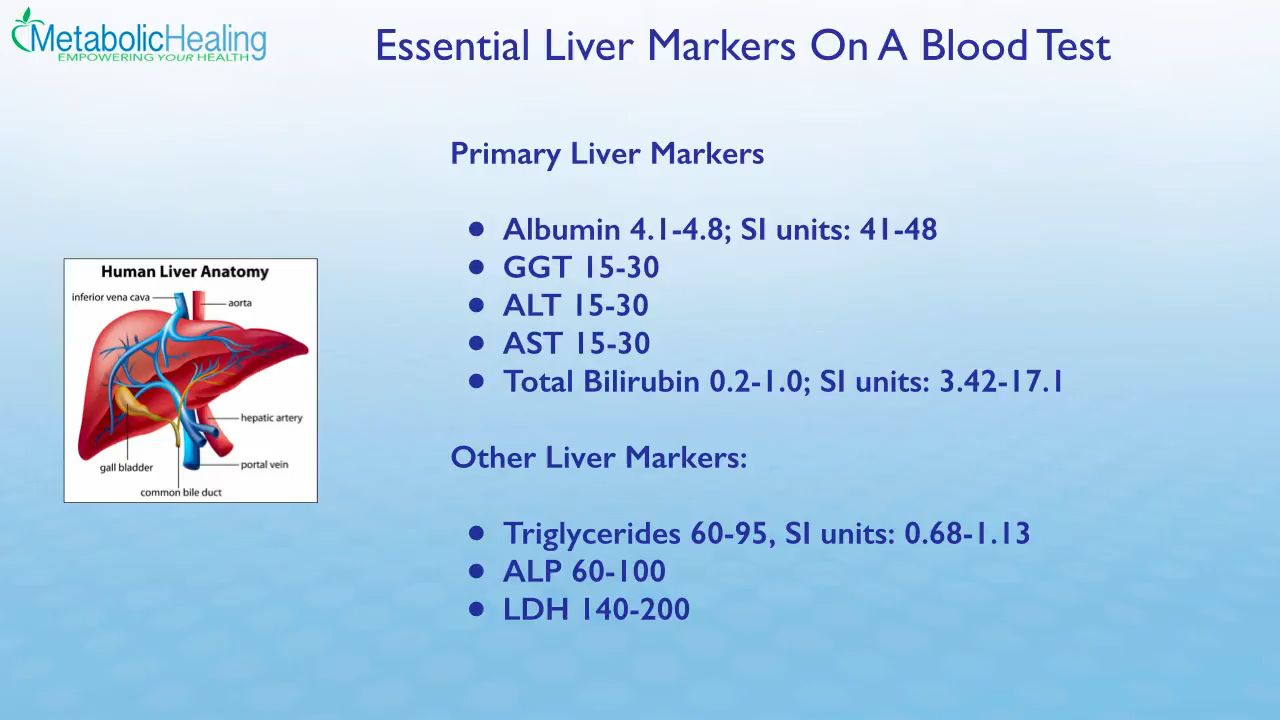 MetabolicHealing
EMPOWERING YOUR HEALTH
Essential Liver Markers On A Blood Test
Primary Liver Markers
● Albumin 4.1-4.8; SI units: 41-48
● GGT 15-30
● ALT 15-30
● AST 15-30
● Total Bilirubin 0.2-1.0; SI units: 3.42-17.1
Other Liver Markers:
● Triglycerides 60-95, SI units: 0.68-1.13
● ALP 60-100
● LDH 140-200
Human Liver Anatomy
inferior vena cava
aorta
hepatic artery
gall bladder
portal vein
common bile duct